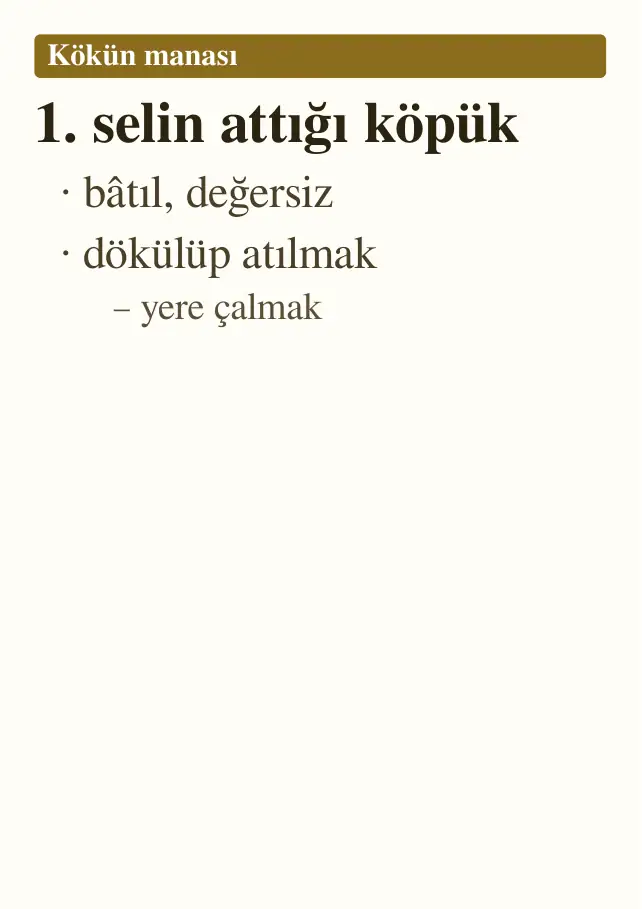 Kökün manası
1. selin attığı köpük
· bâtıl, değersiz
· dökülüp atılmak
– yere çalmak